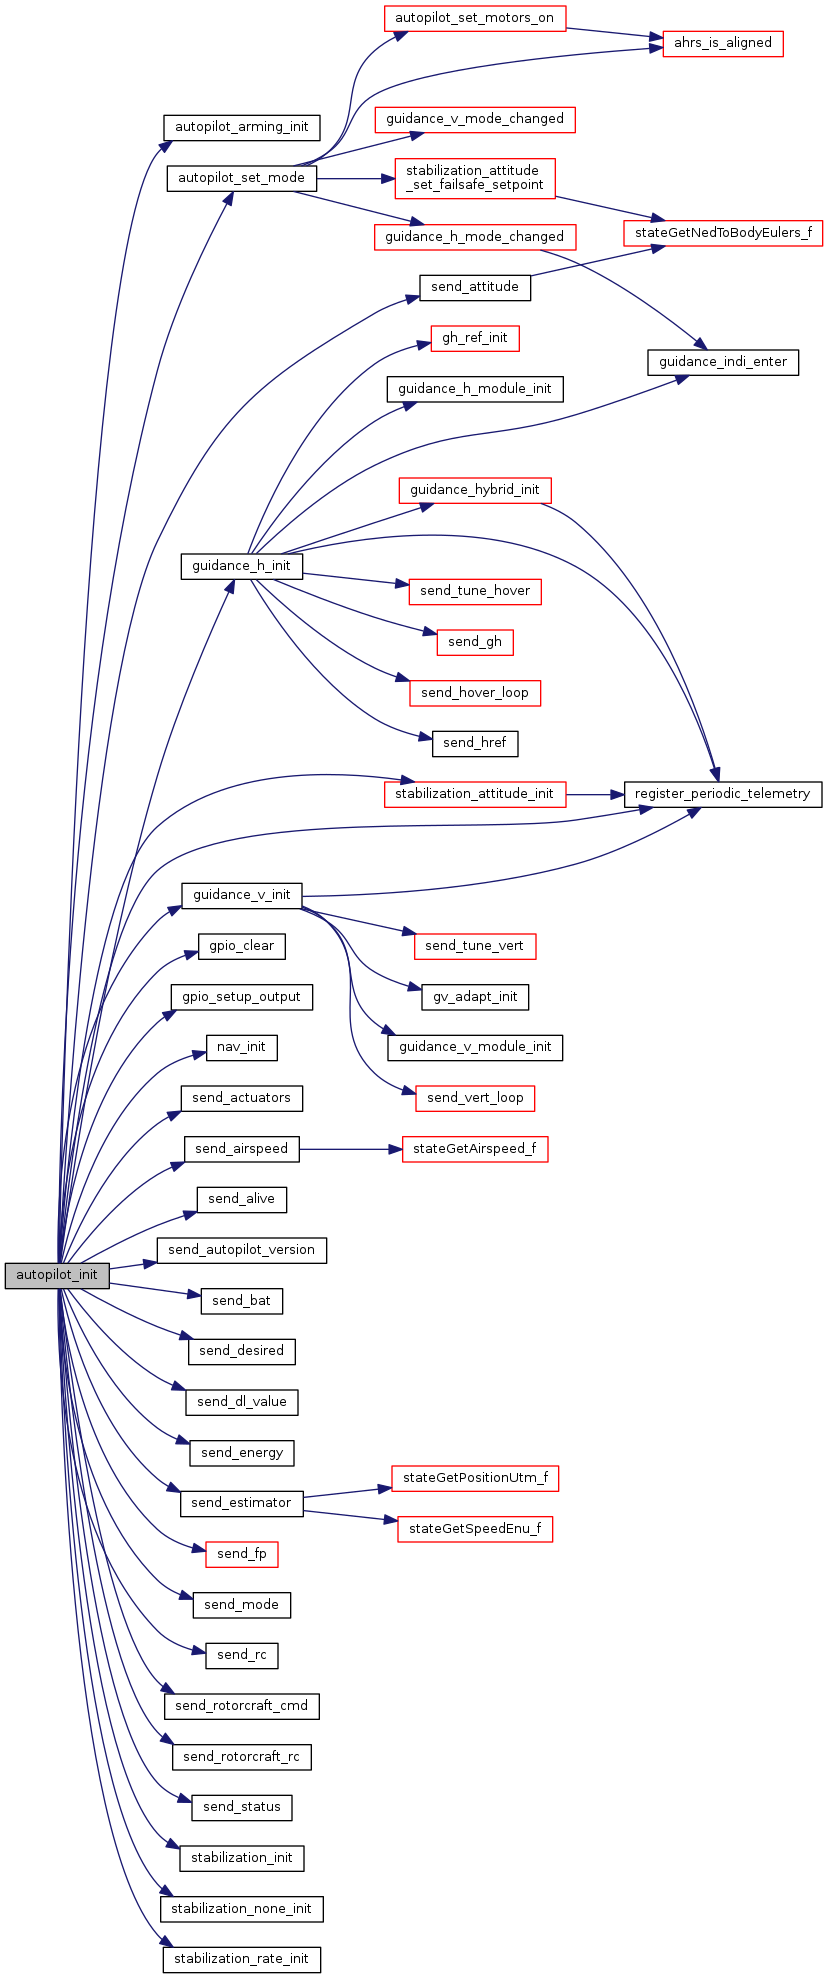 autopilot_set_motors_on
ahrs_is_aligned
guidance_v_mode_changed
autopilot_arming_init
autopilot_set_mode
stabilization_attitude
_set_failsafe_setpoint
guidance_h_mode_changed
stateGetNedToBodyEulers_f
send_attitude
gh_ref_init
guidance_indi_enter
guidance_h_module_init
guidance_hybrid_init
guidance_h_init
send_tune_hover
send_gh
send_hover_loop
send_href
stabilization_attitude_init
register_periodic_telemetry
guidance_v_init
gpio_clear
send_tune_vert
gpio_setup_output
gv_adapt_init
nav_init
guidance_v_module_init
send_actuators
send_vert_loop
send_airspeed
stateGetAirspeed_f
send_alive
send_autopilot_version
autopilot_init
send_bat
send_desired
send_dl_value
send_energy
stateGetPositionUtm_f
send_estimator
stateGetSpeedEnu_f
send_fp
send_mode
send_rc
send_rotorcraft_cmd
send_rotorcraft_rc
send_status
stabilization_init
stabilization_none_init
stabilization_rate_init